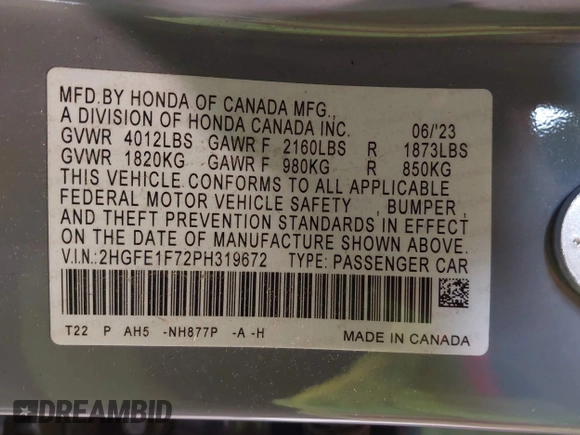 MFD.BY HONDA OF CANADA MFG.,
A DIVISION OF HONDA CANADA INC. 06/'23
GVWR 4012LBS GAWR F 2160LBS R 1873LBS
GVWR 1820KG GAWR F 980KG R 850KG
THIS VEHICLE CONFORMS TO ALL APPLICABLE
FEDERAL MOTOR VEHICLE SAFETY , BUMPER,
AND THEFT PREVENTION STANDARDS IN EFFECT
ON THE DATE OF MANUFACTURE SHOWN ABOVE.
V.I.N.:2HGFE1F72PH319672 TYPE: PASSENGER CAR
T22 P AH5 -NH877P -A -H MADE IN CANADA
DREAMBID